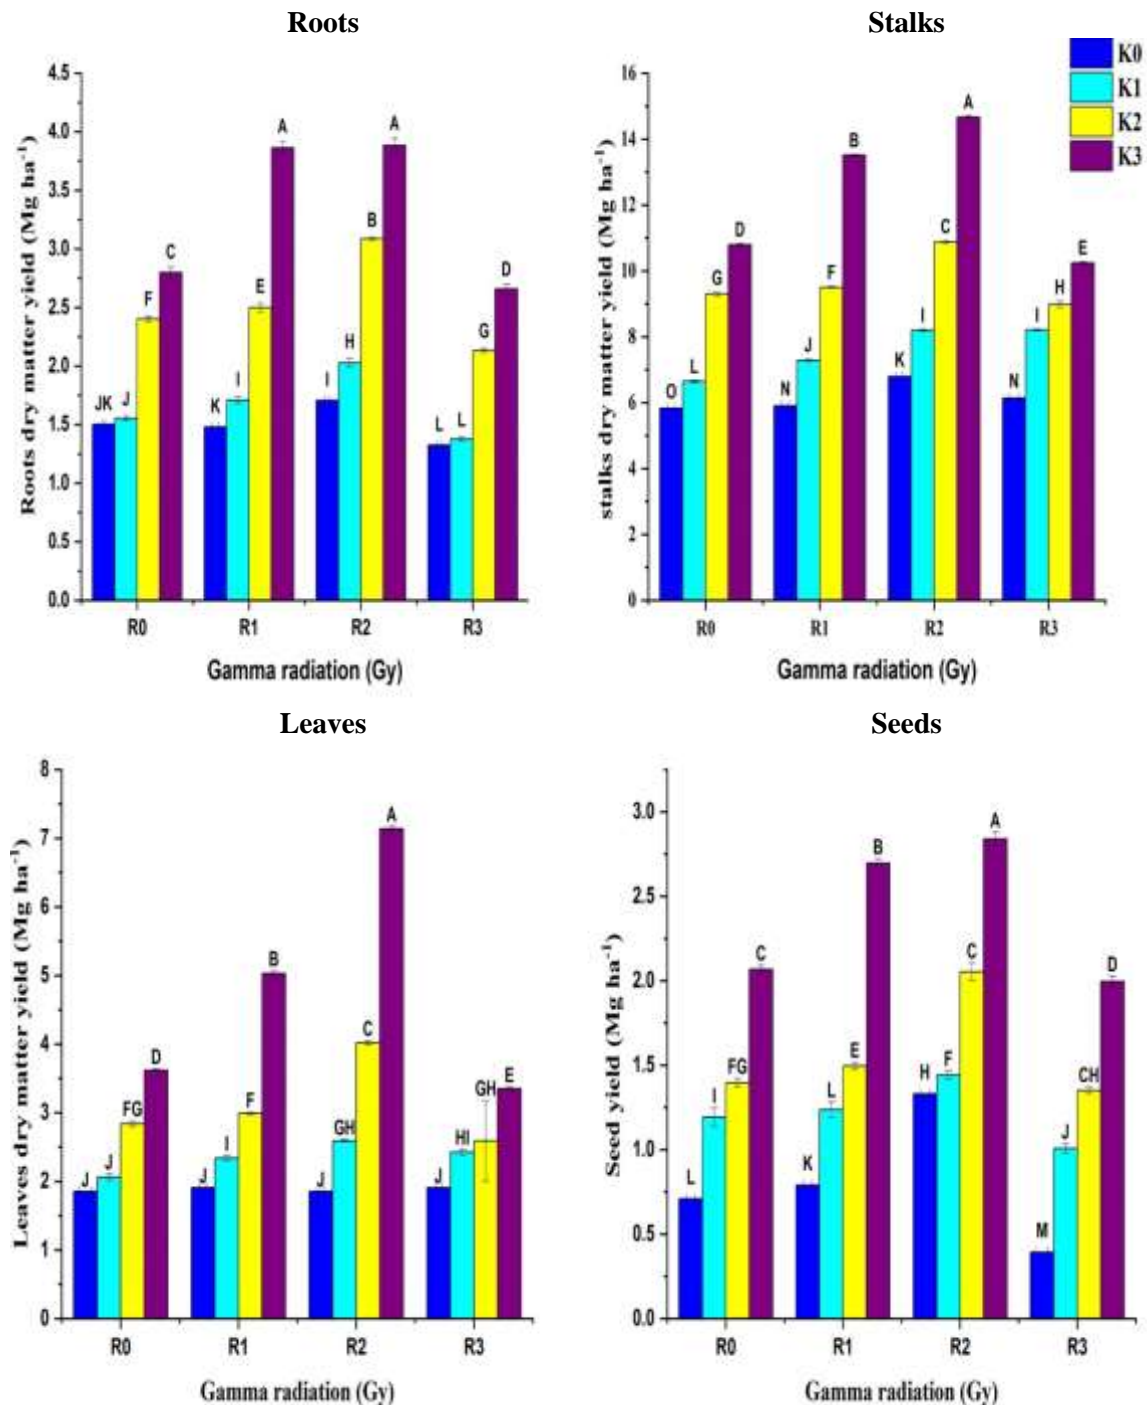 Roots
Stalks
K0
K1
K2
K3
Roots dry matter yield (Mg ha⁻¹)
4.5
4.0
3.5
3.0
2.5
2.0
1.5
1.0
0.5
0.0
JK
J
F
C
K
I
E
A
I
H
B
A
L
L
G
D
R0
R1
R2
R3
Gamma radiation (Gy)
stalks dry matter yield (Mg ha⁻¹)
16
14
12
10
8
6
4
2
0
O
L
G
D
N
J
F
B
K
I
C
A
N
I
H
E
R0
R1
R2
R3
Gamma radiation (Gy)
Leaves
Seeds
Leaves dry matter yield (Mg ha⁻¹)
8
7
6
5
4
3
2
1
0
J
J
FG
D
J
I
F
B
J
GH
C
A
J
HI
GH
E
R0
R1
R2
R3
Gamma radiation (Gy)
Seed yield (Mg ha⁻¹)
3.0
2.5
2.0
1.5
1.0
0.5
0.0
L
I
FG
C
K
L
E
B
H
F
C
A
M
J
CH
D
R0
R1
R2
R3
Gamma radiation (Gy)